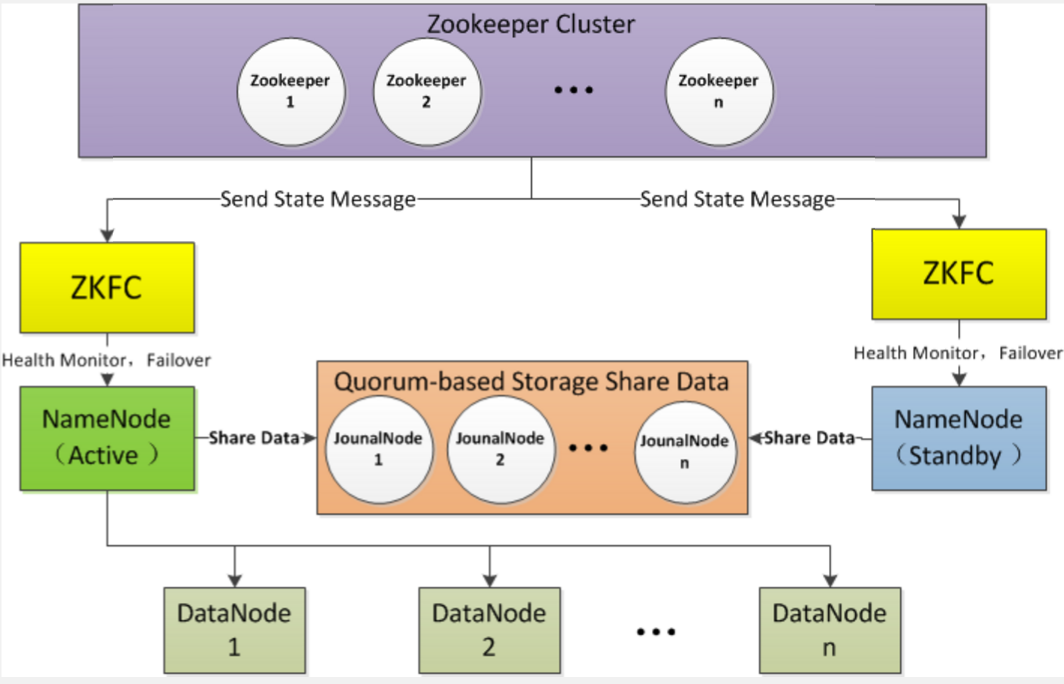 Zookeeper Cluster
Zookeeper
1
Zookeeper
2
•••
Zookeeper
n
Send State Message
Send State Message
ZKFC
ZKFC
Health Monitor，Failover
Health Monitor，Failover
NameNode
（Active ）
Share Data
Quorum-based Storage Share Data
JounalNode
1
JounalNode
2
•••
JounalNode
n
Share Data
NameNode
（Standby ）
DataNode
1
DataNode
2
•••
DataNode
n